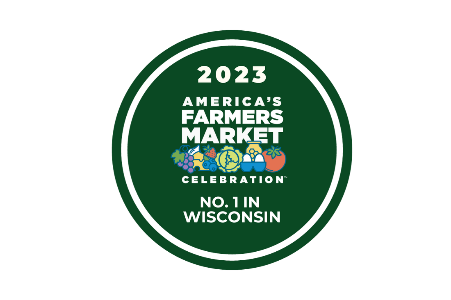 2023
AMERICA'S
FARMERS
MARKET
CELEBRATION™
NO. 1 IN
WISCONSIN